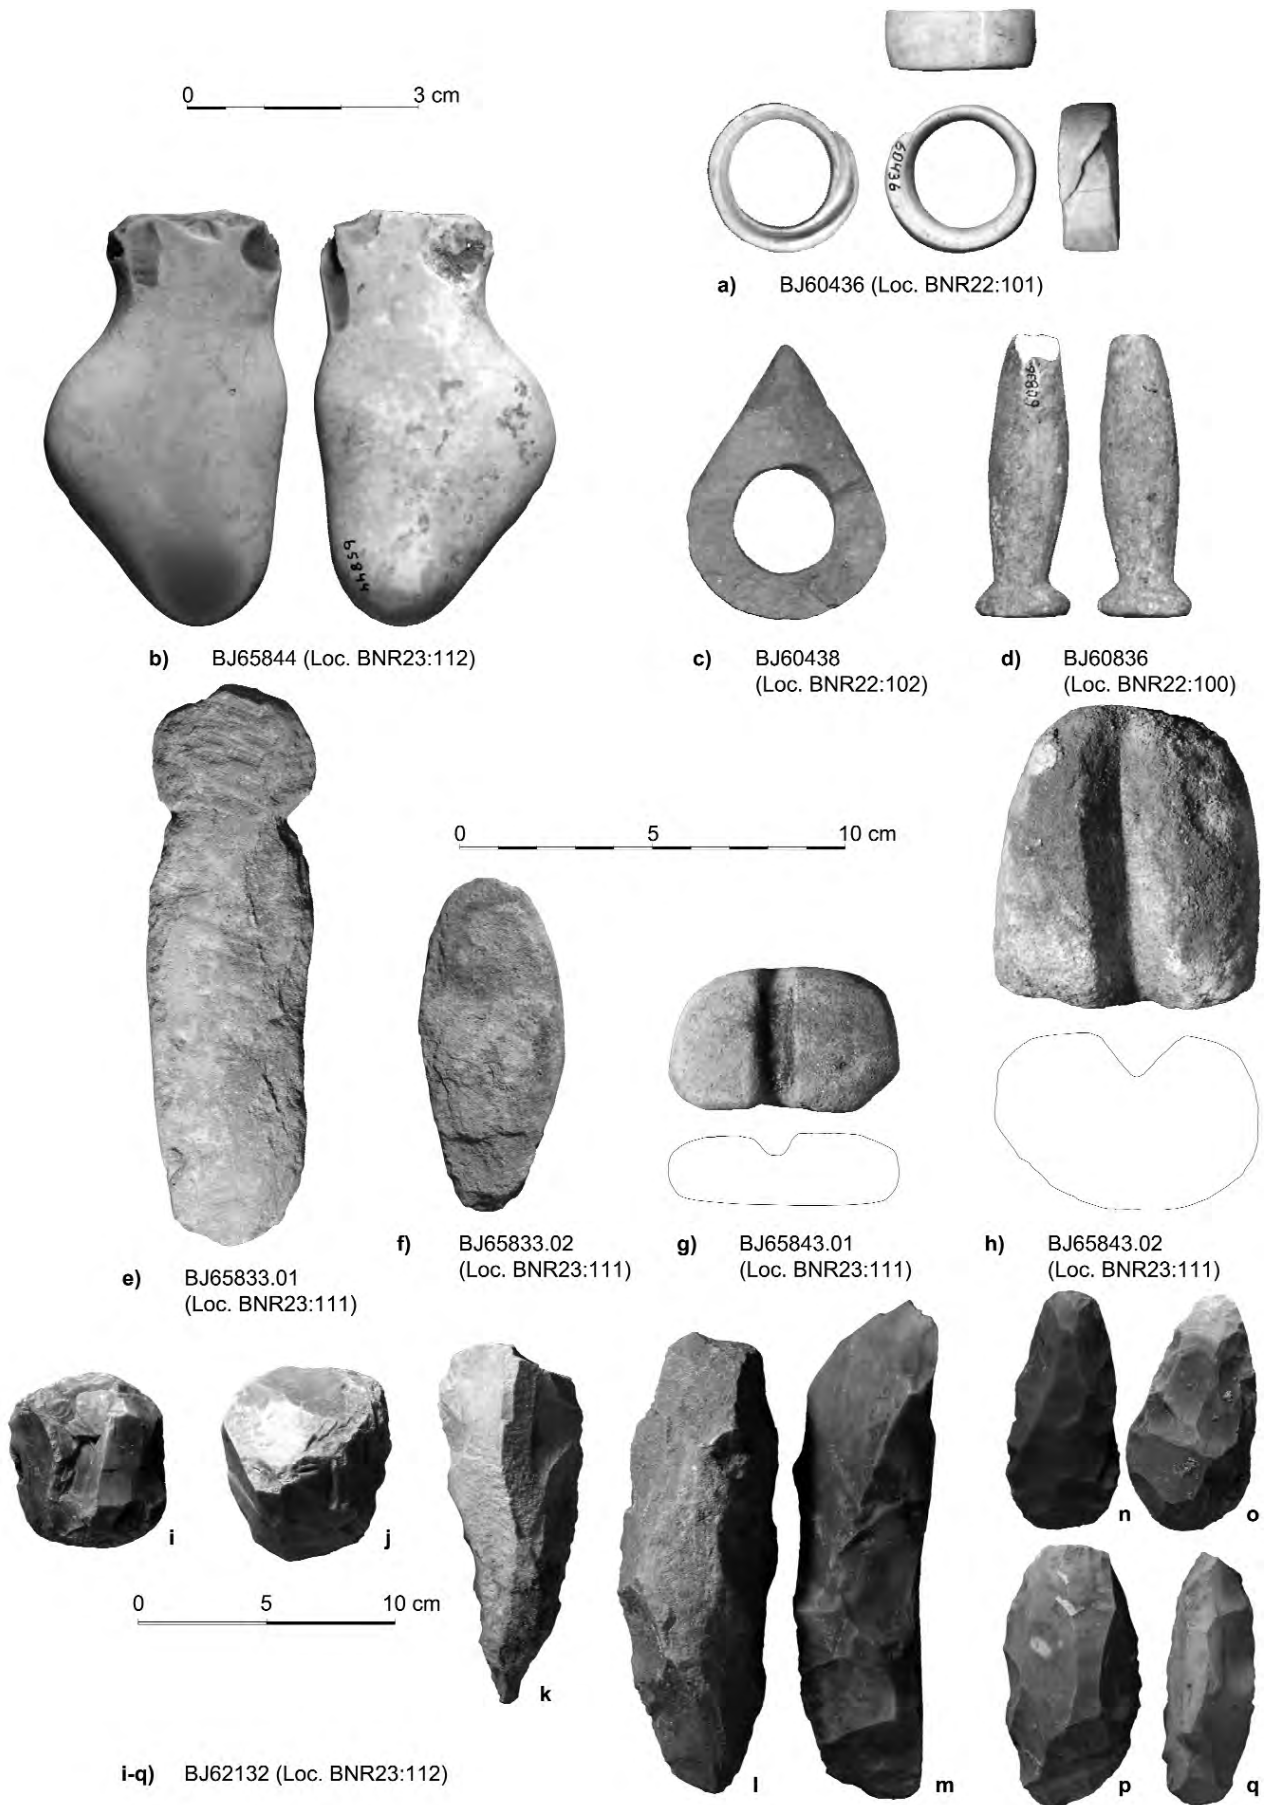 0 3 cm
60436
a) BJ60436 (Loc. BNR22:101)
65844
60836
b) BJ65844 (Loc. BNR23:112)
c) BJ60438
(Loc. BNR22:102)
d) BJ60836
(Loc. BNR22:100)
0 5 10 cm
e) BJ65833.01
(Loc. BNR23:111)
f) BJ65833.02
(Loc. BNR23:111)
g) BJ65843.01
(Loc. BNR23:111)
h) BJ65843.02
(Loc. BNR23:111)
i
j
k
l
m
n
o
p
q
0 5 10 cm
i-q) BJ62132 (Loc. BNR23:112)